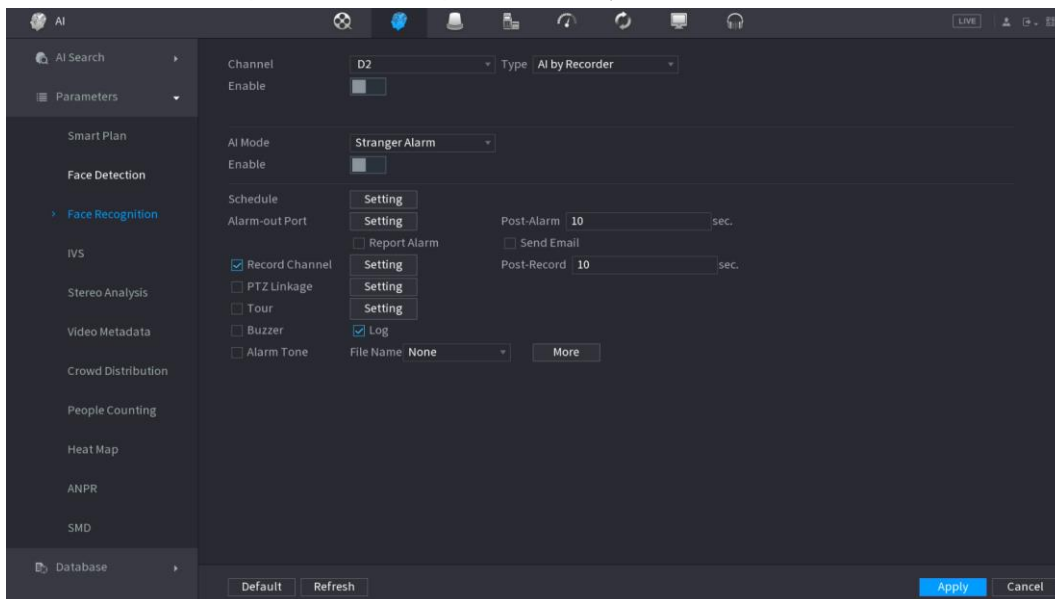 AI LIVE
AI Search
Parameters
Smart Plan
Face Detection
Face Recognition
IVS
Stereo Analysis
Video Metadata
Crowd Distribution
People Counting
Heat Map
ANPR
SMD
Database
Channel D2 Type AI by Recorder
Enable
AI Mode Stranger Alarm
Enable
Schedule Setting
Alarm-out Port Setting Post-Alarm 10 sec.
Report Alarm Send Email
Record Channel Setting Post-Record 10 sec.
PTZ Linkage Setting
Tour Setting
Buzzer Log
Alarm Tone File Name None More
Default Refresh Apply Cancel